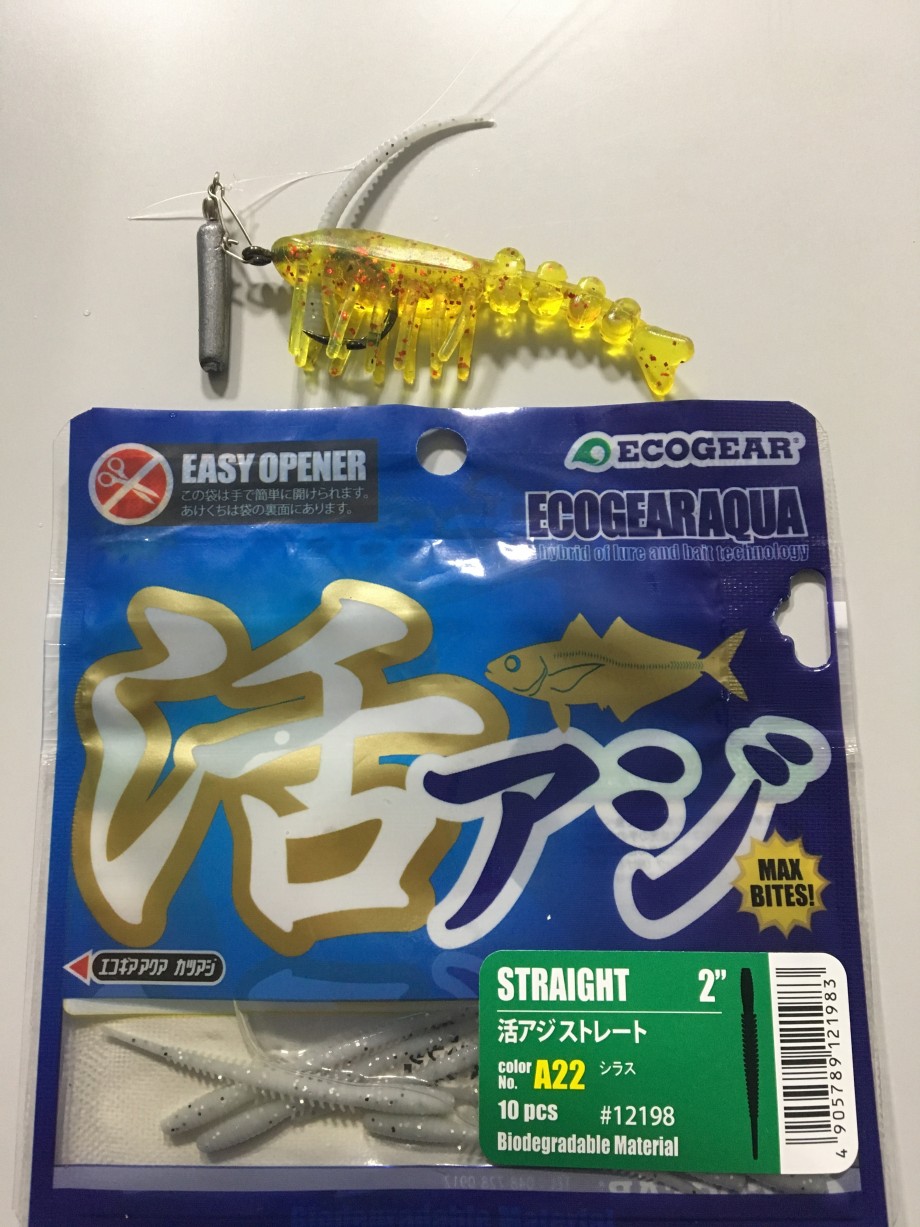 EASY OPENER
この袋は手で簡単に開けられます。
あけくちは袋の裏面にあります。
ECOGEAR®
ECOGEAR AQUA
hybrid of lure and bait technology
活アジ
MAX
BITES!
エコギア アクア カツアジ
STRAIGHT 2”
活アジ ストレート
color No. A22 シラス
10 pcs #12198
Biodegradable Material
4 905789 121983